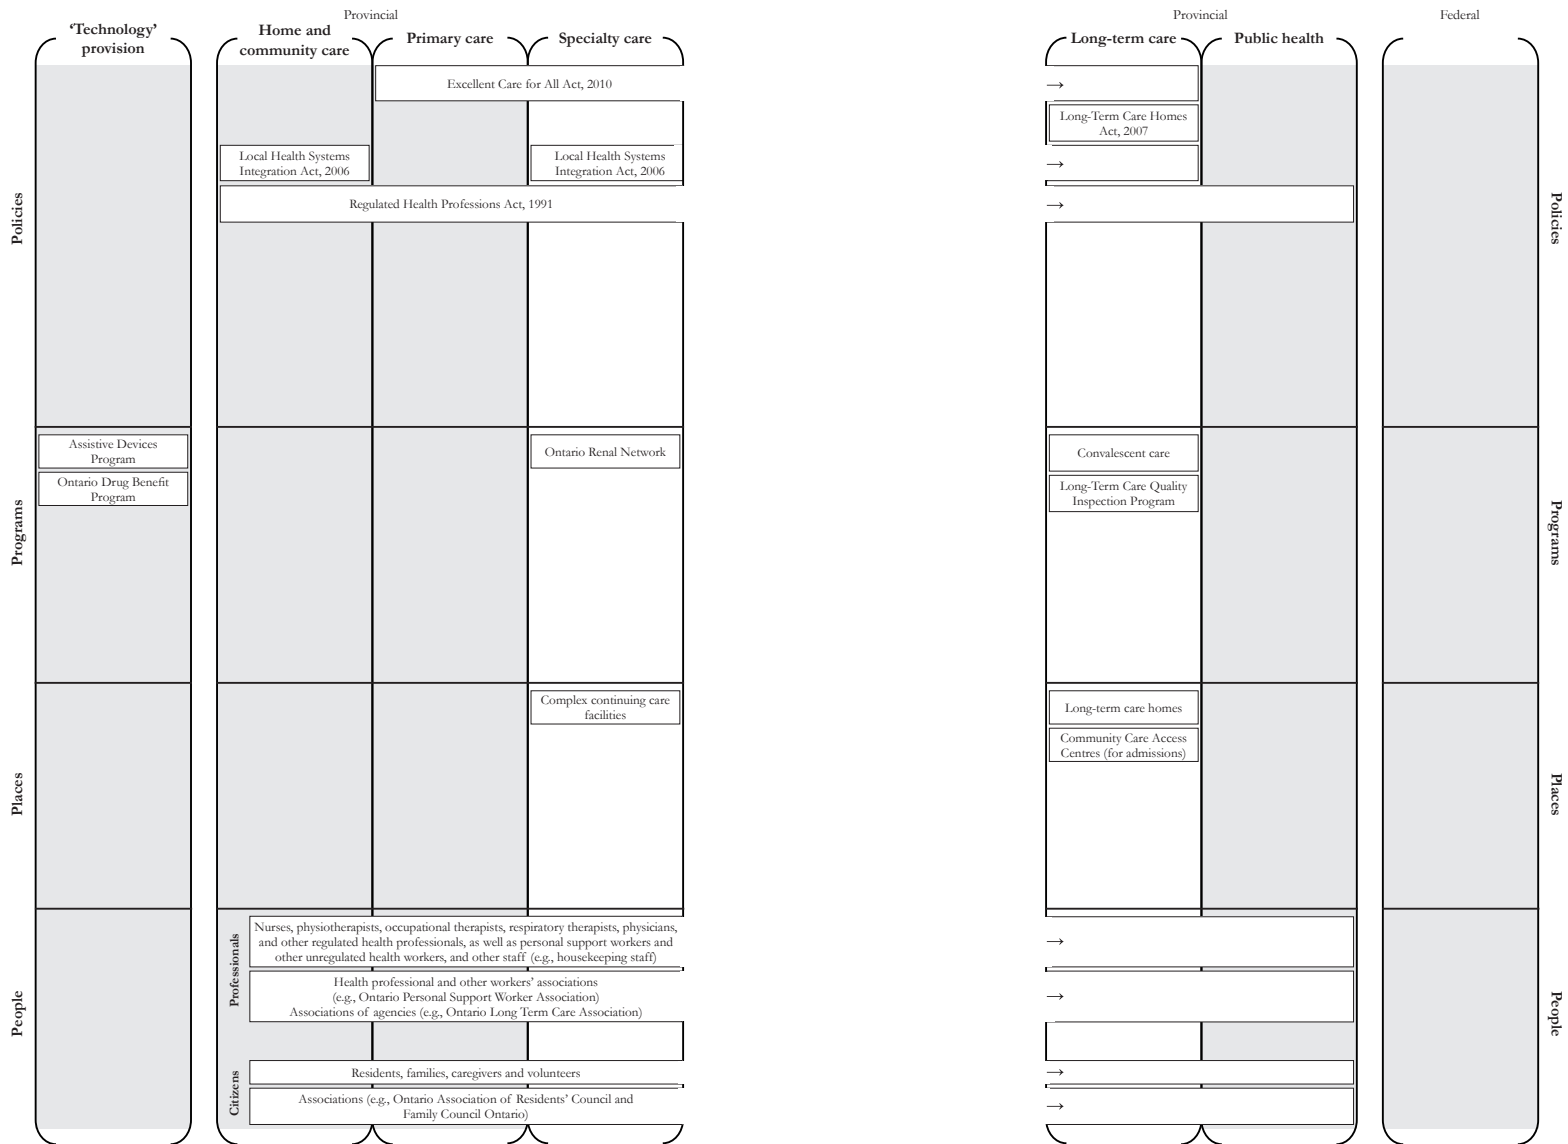 Provincial
Provincial
Federal
‘Technology’
provision
Home and
community care
Primary care
Specialty care
Long-term care
Public health
Policies
Excellent Care for All Act, 2010
→
Long-Term Care Homes
Act, 2007
Local Health Systems
Integration Act, 2006
Local Health Systems
Integration Act, 2006
→
Regulated Health Professions Act, 1991
→
Policies
Programs
Assistive Devices
Program
Ontario Drug Benefit
Program
Ontario Renal Network
Convalescent care
Long-Term Care Quality
Inspection Program
Programs
Places
Complex continuing care
facilities
Long-term care homes
Community Care Access
Centres (for admissions)
Places
People
Professionals
Nurses, physiotherapists, occupational therapists, respiratory therapists, physicians,
and other regulated health professionals, as well as personal support workers and
other unregulated health workers, and other staff (e.g., housekeeping staff)
→
Health professional and other workers’ associations
(e.g., Ontario Personal Support Worker Association)
Associations of agencies (e.g., Ontario Long Term Care Association)
→
Citizens
Residents, families, caregivers and volunteers
→
Associations (e.g., Ontario Association of Residents’ Council and
Family Council Ontario)
→
People